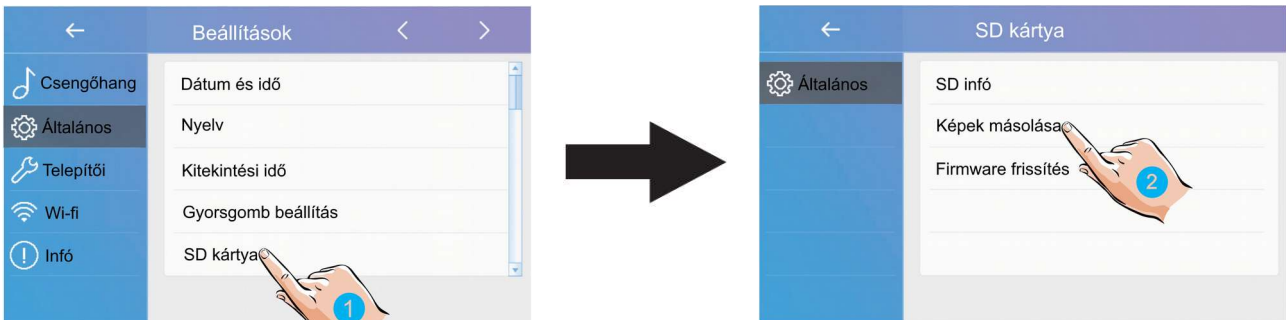 Beállítások
Csengőhang
Általános
Telepítői
Wi-fi
Infó
Dátum és idő
Nyelv
Kitekintési idő
Gyorsgomb beállítás
SD kártya
1
SD kártya
Általános
SD infó
Képek másolása
Firmware frissítés
2